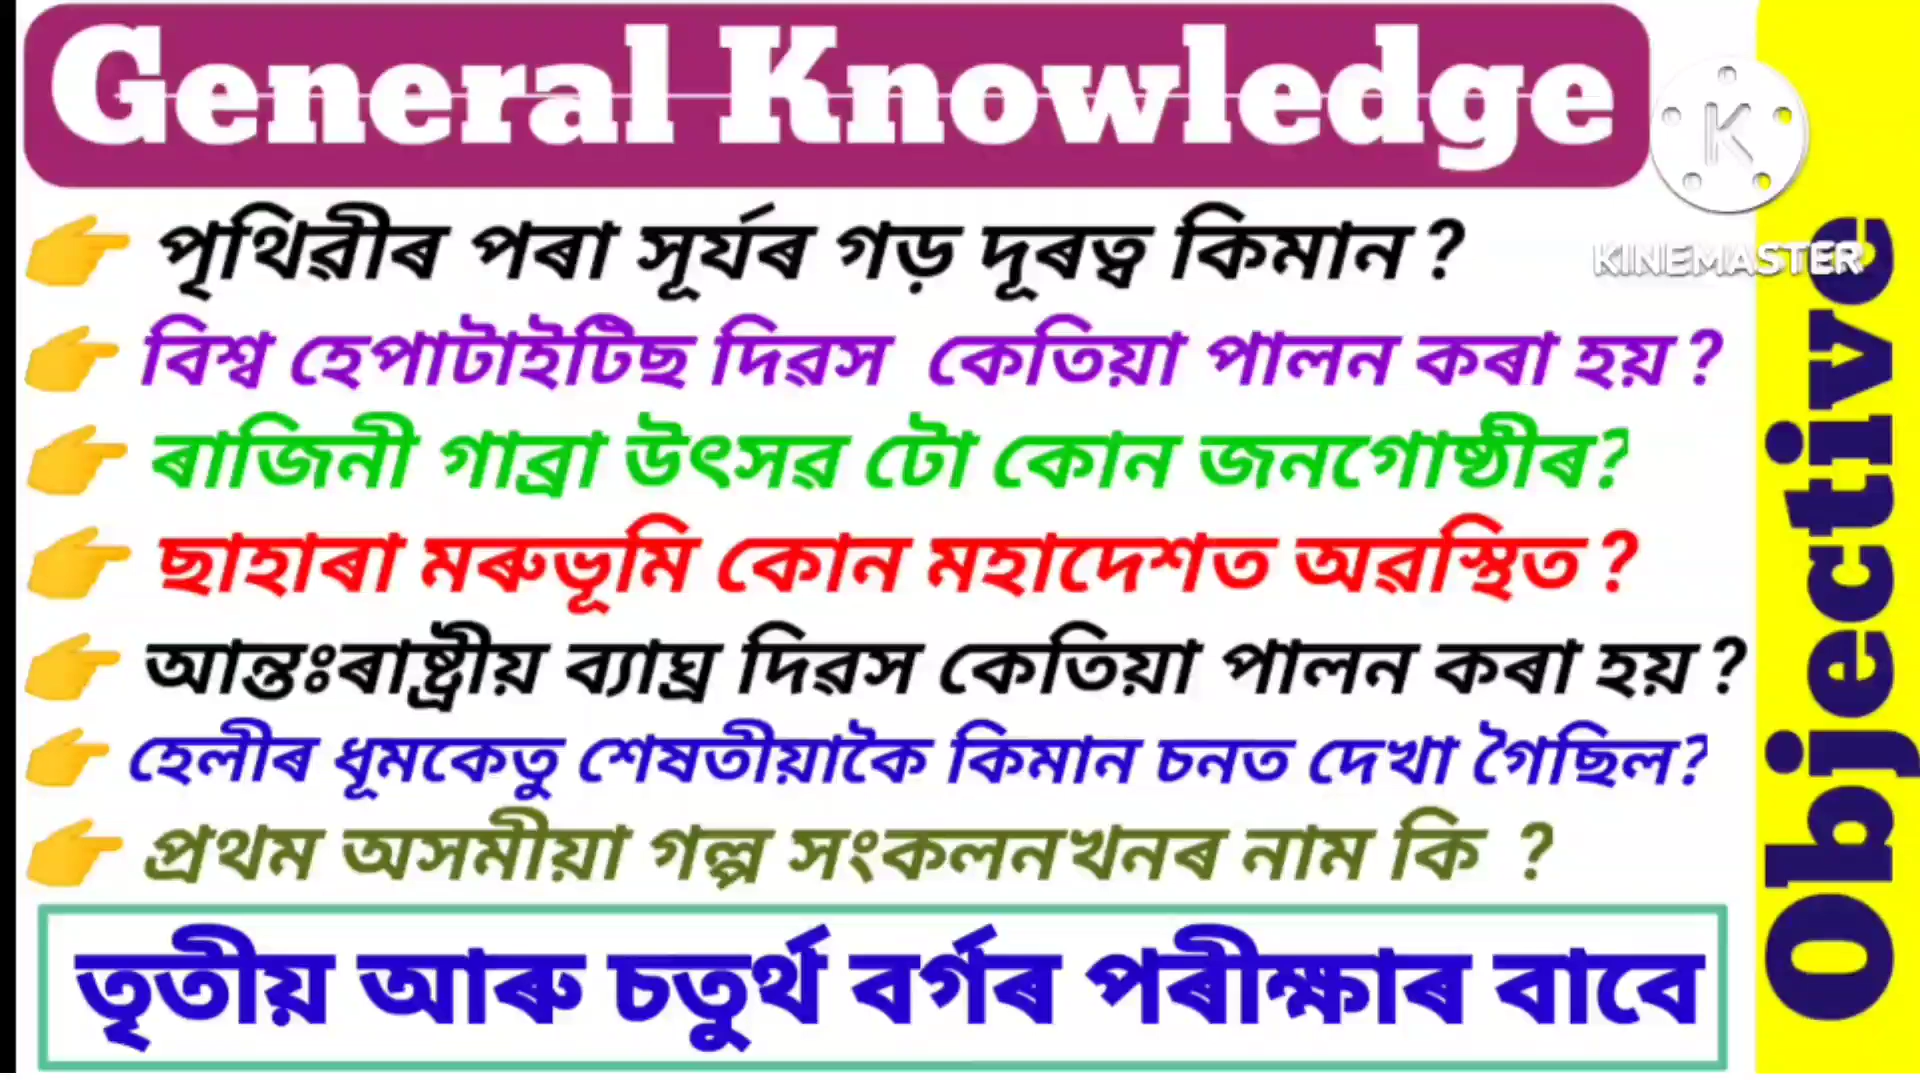 General Knowledge
K
KINEMASTER
পৃথিৱীৰ পৰা সূৰ্যৰ গড় দূৰত্ব কিমান ?
বিশ্ব হেপাটাইটিছ দিৱস কেতিয়া পালন কৰা হয় ?
ৰাজিনী গাব্ৰা উৎসৱ টো কোন জনগোষ্ঠীৰ?
ছাহাৰা মৰুভূমি কোন মহাদেশত অৱস্থিত ?
আন্তঃৰাষ্ট্ৰীয় ব্যাঘ্ৰ দিৱস কেতিয়া পালন কৰা হয় ?
হেলীৰ ধূমকেতু শেষতীয়াকৈ কিমান চনত দেখা গৈছিল?
প্ৰথম অসমীয়া গল্প সংকলনখনৰ নাম কি ?
তৃতীয় আৰু চতুৰ্থ বৰ্গৰ পৰীক্ষাৰ বাবে
Objective